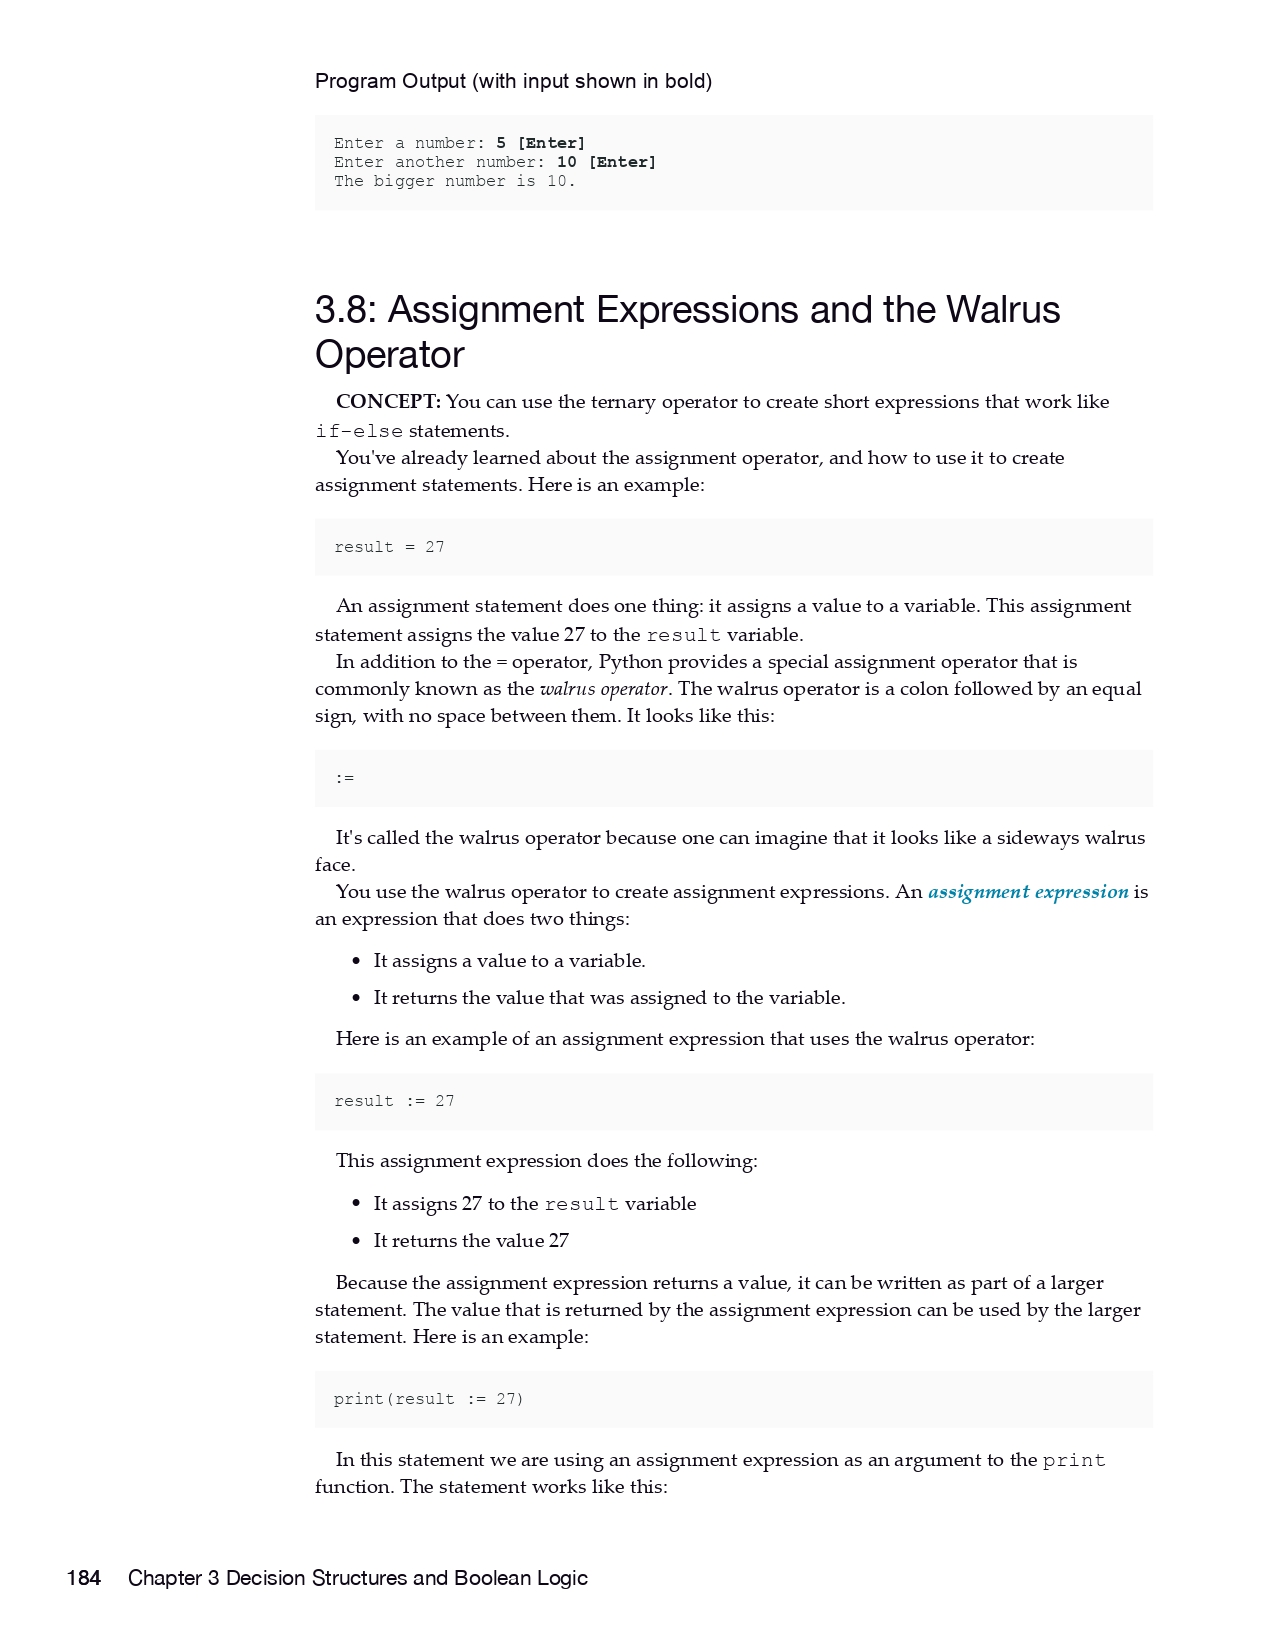 Program Output (with input shown in bold)
Enter a number: 5 [Enter]
Enter another number: 10 [Enter]
The bigger number is 10.
3.8: Assignment Expressions and the Walrus
Operator
CONCEPT: You can use the ternary operator to create short expressions that work like
if-else statements.
You've already learned about the assignment operator, and how to use it to create
assignment statements. Here is an example:
result = 27
An assignment statement does one thing: it assigns a value to a variable. This assignment
statement assigns the value 27 to the result variable.
In addition to the = operator, Python provides a special assignment operator that is
commonly known as the walrus operator. The walrus operator is a colon followed by an equal
sign, with no space between them. It looks like this:
:=
It's called the walrus operator because one can imagine that it looks like a sideways walrus
face.
You use the walrus operator to create assignment expressions. An assignment expression is
an expression that does two things:
• It assigns a value to a variable.
• It returns the value that was assigned to the variable.
Here is an example of an assignment expression that uses the walrus operator:
result := 27
This assignment expression does the following:
• It assigns 27 to the result variable
• It returns the value 27
Because the assignment expression returns a value, it can be written as part of a larger
statement. The value that is returned by the assignment expression can be used by the larger
statement. Here is an example:
print(result := 27)
In this statement we are using an assignment expression as an argument to the print
function. The statement works like this:
184 Chapter 3 Decision Structures and Boolean Logic